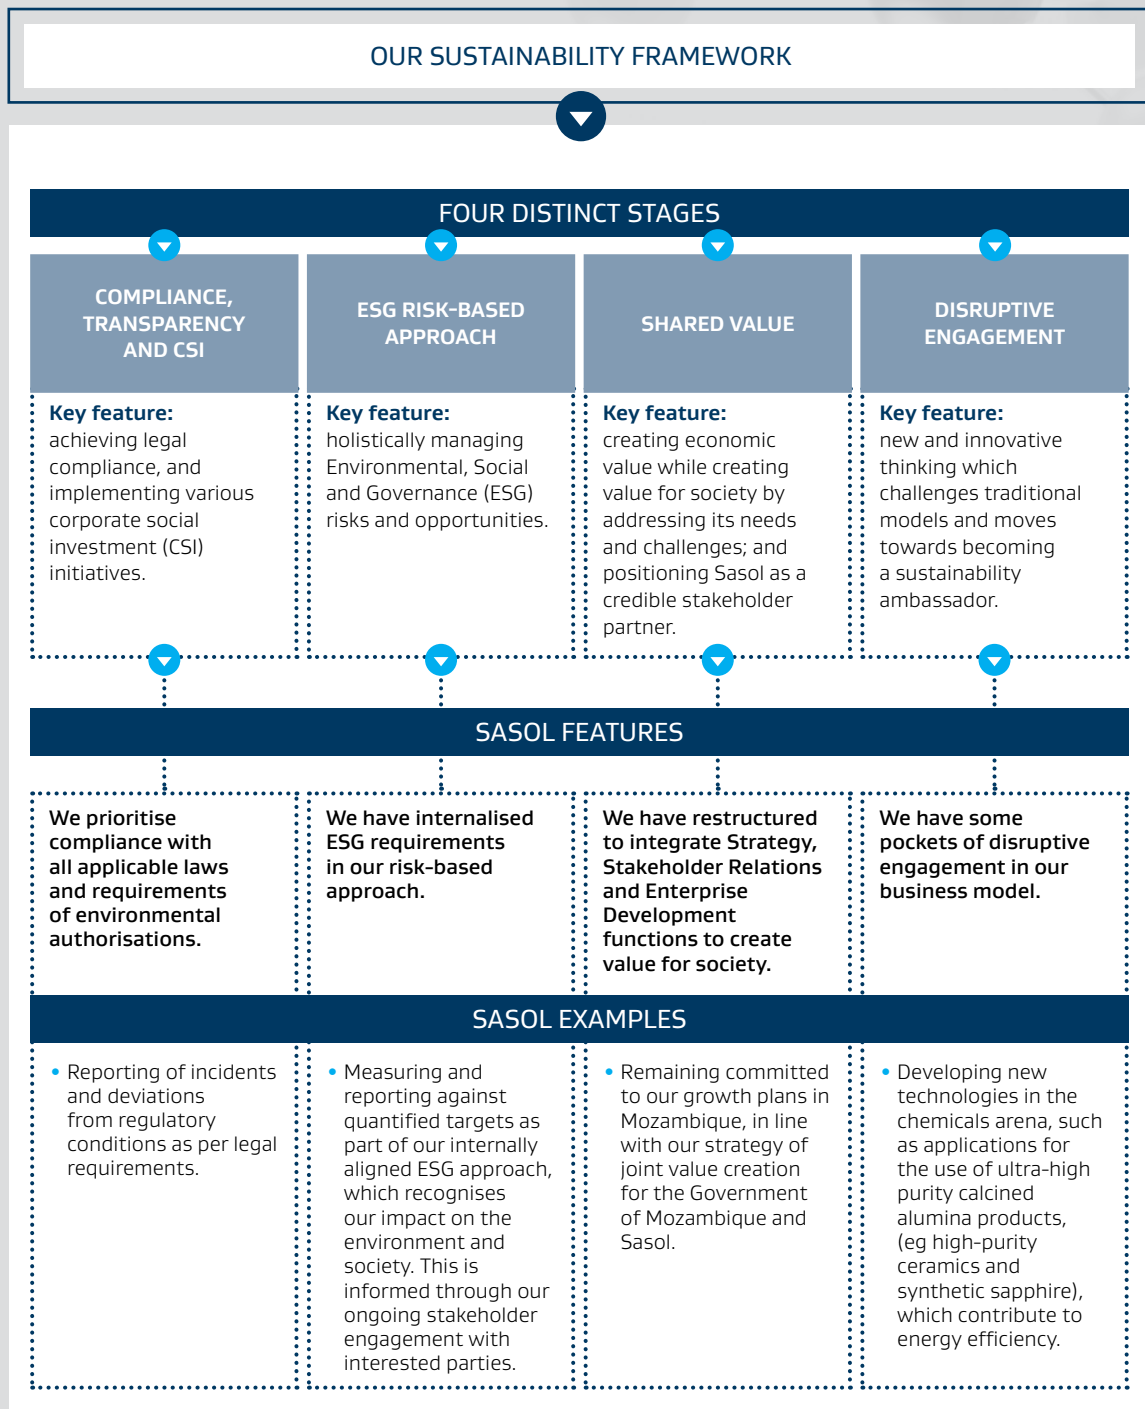 OUR SUSTAINABILITY FRAMEWORK
FOUR DISTINCT STAGES
COMPLIANCE,
TRANSPARENCY
AND CSI
Key feature:
achieving legal
compliance, and
implementing various
corporate social
investment (CSI)
initiatives.
ESG RISK-BASED
APPROACH
Key feature:
holistically managing
Environmental, Social
and Governance (ESG)
risks and opportunities.
SHARED VALUE
Key feature:
creating economic
value while creating
value for society by
addressing its needs
and challenges; and
positioning Sasol as a
credible stakeholder
partner.
DISRUPTIVE
ENGAGEMENT
Key feature:
new and innovative
thinking which
challenges traditional
models and moves
towards becoming
a sustainability
ambassador.
SASOL FEATURES
We prioritise
compliance with
all applicable laws
and requirements
of environmental
authorisations.
We have internalised
ESG requirements
in our risk-based
approach.
We have restructured
to integrate Strategy,
Stakeholder Relations
and Enterprise
Development
functions to create
value for society.
We have some
pockets of disruptive
engagement in our
business model.
SASOL EXAMPLES
• Reporting of incidents
and deviations
from regulatory
conditions as per legal
requirements.
• Measuring and
reporting against
quantified targets as
part of our internally
aligned ESG approach,
which recognises
our impact on the
environment and
society. This is
informed through our
ongoing stakeholder
engagement with
interested parties.
• Remaining committed
to our growth plans in
Mozambique, in line
with our strategy of
joint value creation
for the Government
of Mozambique and
Sasol.
• Developing new
technologies in the
chemicals arena, such
as applications for
the use of ultra-high
purity calcined
alumina products,
(eg high-purity
ceramics and
synthetic sapphire),
which contribute to
energy efficiency.